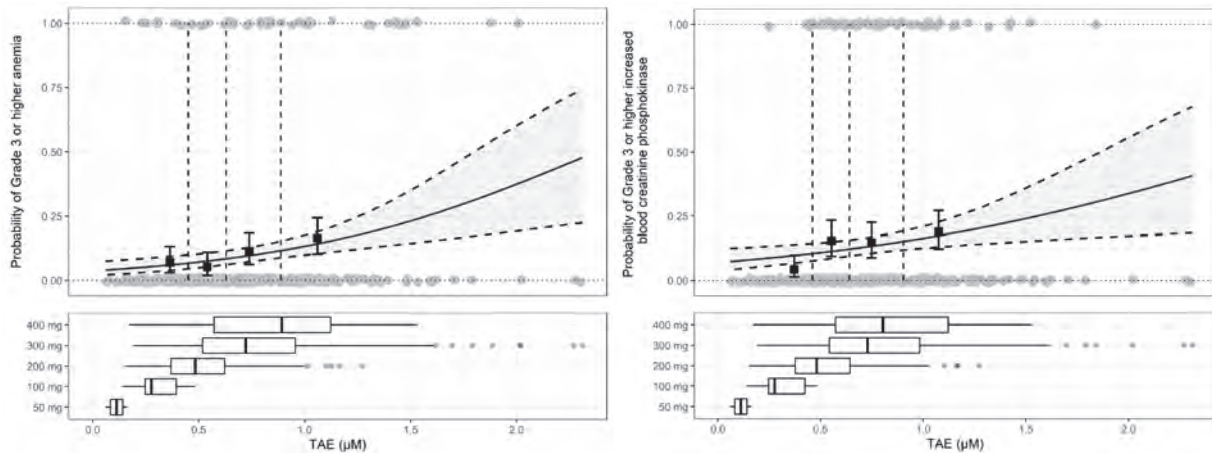 Probability of Grade 3 or higher anemia
1.00
0.75
0.50
0.25
0.00
400 mg
300 mg
200 mg
100 mg
50 mg
0.0 0.5 1.0 1.5 2.0
TAE (µM)
Probability of Grade 3 or higher increased
blood creatinine phosphokinase
1.00
0.75
0.50
0.25
0.00
400 mg
300 mg
200 mg
100 mg
50 mg
0.0 0.5 1.0 1.5 2.0
TAE (µM)